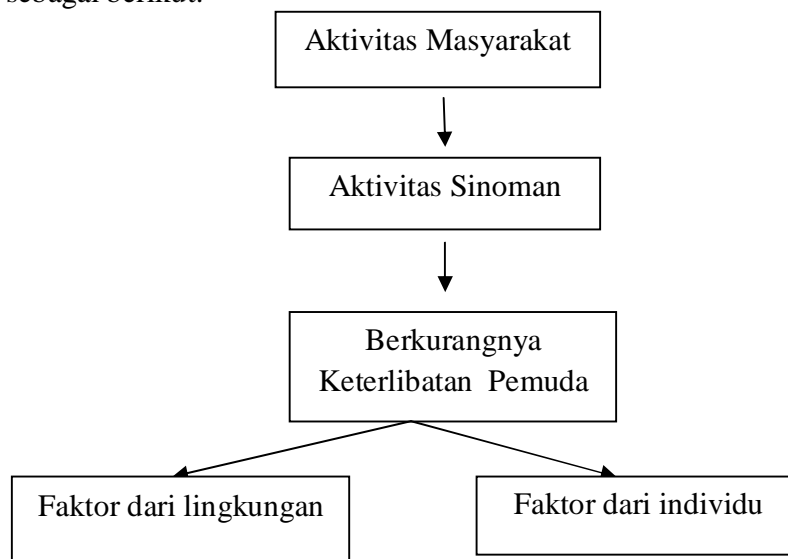 sebagai berikut:
Aktivitas Masyarakat
Aktivitas Sinoman
Berkurangnya
Keterlibatan Pemuda
Faktor dari lingkungan
Faktor dari individu